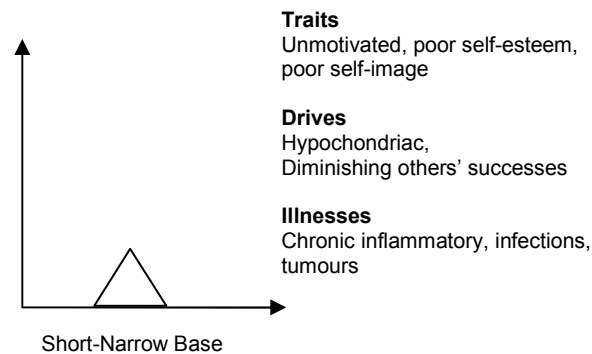 Traits
Unmotivated, poor self-esteem,
poor self-image
Drives
Hypochondriac,
Diminishing others’ successes
Illnesses
Chronic inflammatory, infections,
tumours
Short-Narrow Base